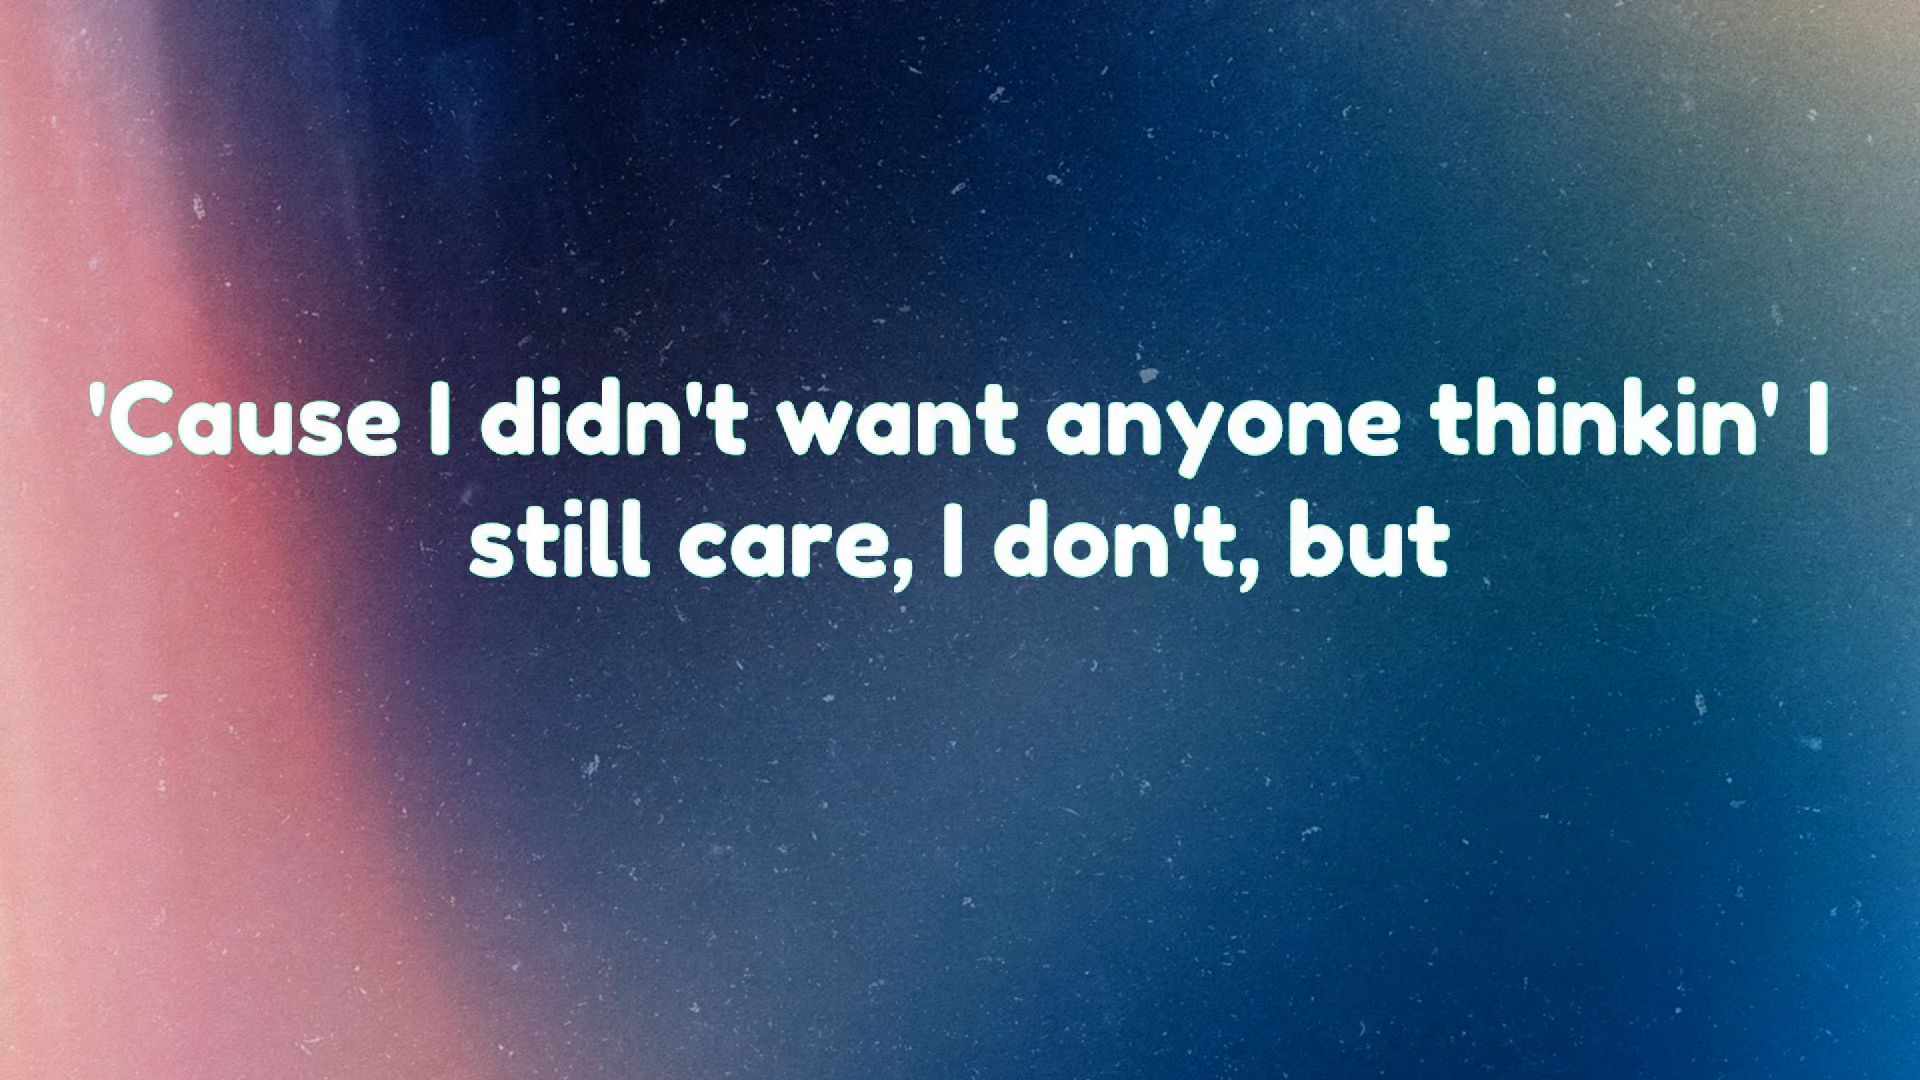 'Cause I didn't want anyone thinkin' I
still care, I don't, but